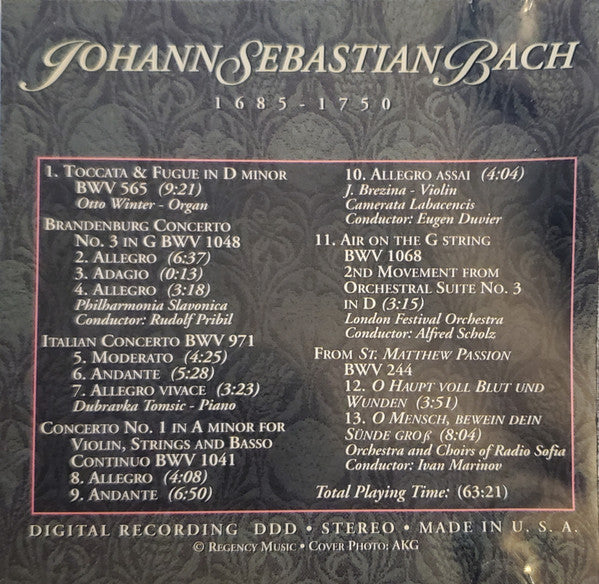 JOHANN SEBASTIAN BACH
1685-1750
1. TOCCATA & FUGUE IN D MINOR
BWV 565 (9:21)
Otto Winter - Organ
BRANDENBURG CONCERTO
NO. 3 IN G BWV 1048
2. ALLEGRO (6:37)
3. ADAGIO (0:13)
4. ALLEGRO (3:18)
Philharmonia Slavonica
Conductor: Rudolf Pribil
ITALIAN CONCERTO BWV 971
5. MODERATO (4:25)
6. ANDANTE (5:28)
7. ALLEGRO VIVACE (3:23)
Dubravka Tomsic - Piano
CONCERTO NO. 1 IN A MINOR FOR
VIOLIN, STRINGS AND BASSO
CONTINUO BWV 1041
8. ALLEGRO (4:08)
9. ANDANTE (6:50)
10. ALLEGRO ASSAI (4:04)
J. Brezina - Violin
Camerata Labacencis
Conductor: Eugen Duvier
11. AIR ON THE G STRING
BWV 1068
2ND MOVEMENT FROM
ORCHESTRAL SUITE NO. 3
IN D (3:15)
London Festival Orchestra
Conductor: Alfred Scholz
FROM ST. MATTHEW PASSION
BWV 244
12. O HAUPT VOLL BLUT UND
WUNDEN (3:51)
13. O MENSCH, BEWEIN DEIN
SÜNDE GROß (8:04)
Orchestra and Choirs of Radio Sofia
Conductor: Ivan Marinov
Total Playing Time: (63:21)
DIGITAL RECORDING DDD • STEREO • MADE IN U. S. A.
© REGENCY MUSIC • COVER PHOTO: AKG